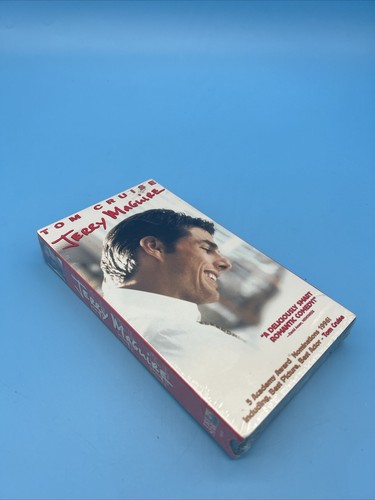 TOM CRUISE
JERRY MAGUIRE
"A DELICIOUSLY SMART
ROMANTIC COMEDY!"
5 Academy Award Nominations 1996!
Including, Best Picture, Best Actor - Tom Cruise
JERRY MAGUIRE